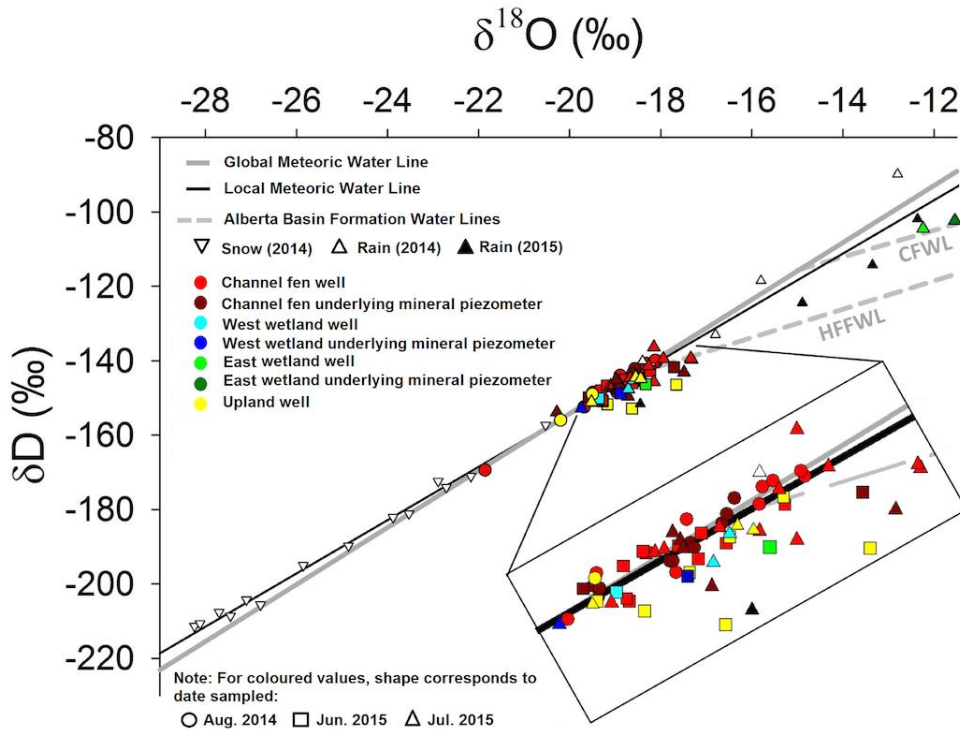 δ18O (‰)
-28 -26 -24 -22 -20 -18 -16 -14 -12
-80
-100
-120
-140
-160
-180
-200
-220
δD (‰)
Global Meteoric Water Line
Local Meteoric Water Line
Alberta Basin Formation Water Lines
Snow (2014) Rain (2014) Rain (2015)
Channel fen well
Channel fen underlying mineral piezometer
West wetland well
West wetland underlying mineral piezometer
East wetland well
East wetland underlying mineral piezometer
Upland well
CFWL
HFFWL
Note: For coloured values, shape corresponds to
date sampled:
Aug. 2014 Jun. 2015 Jul. 2015